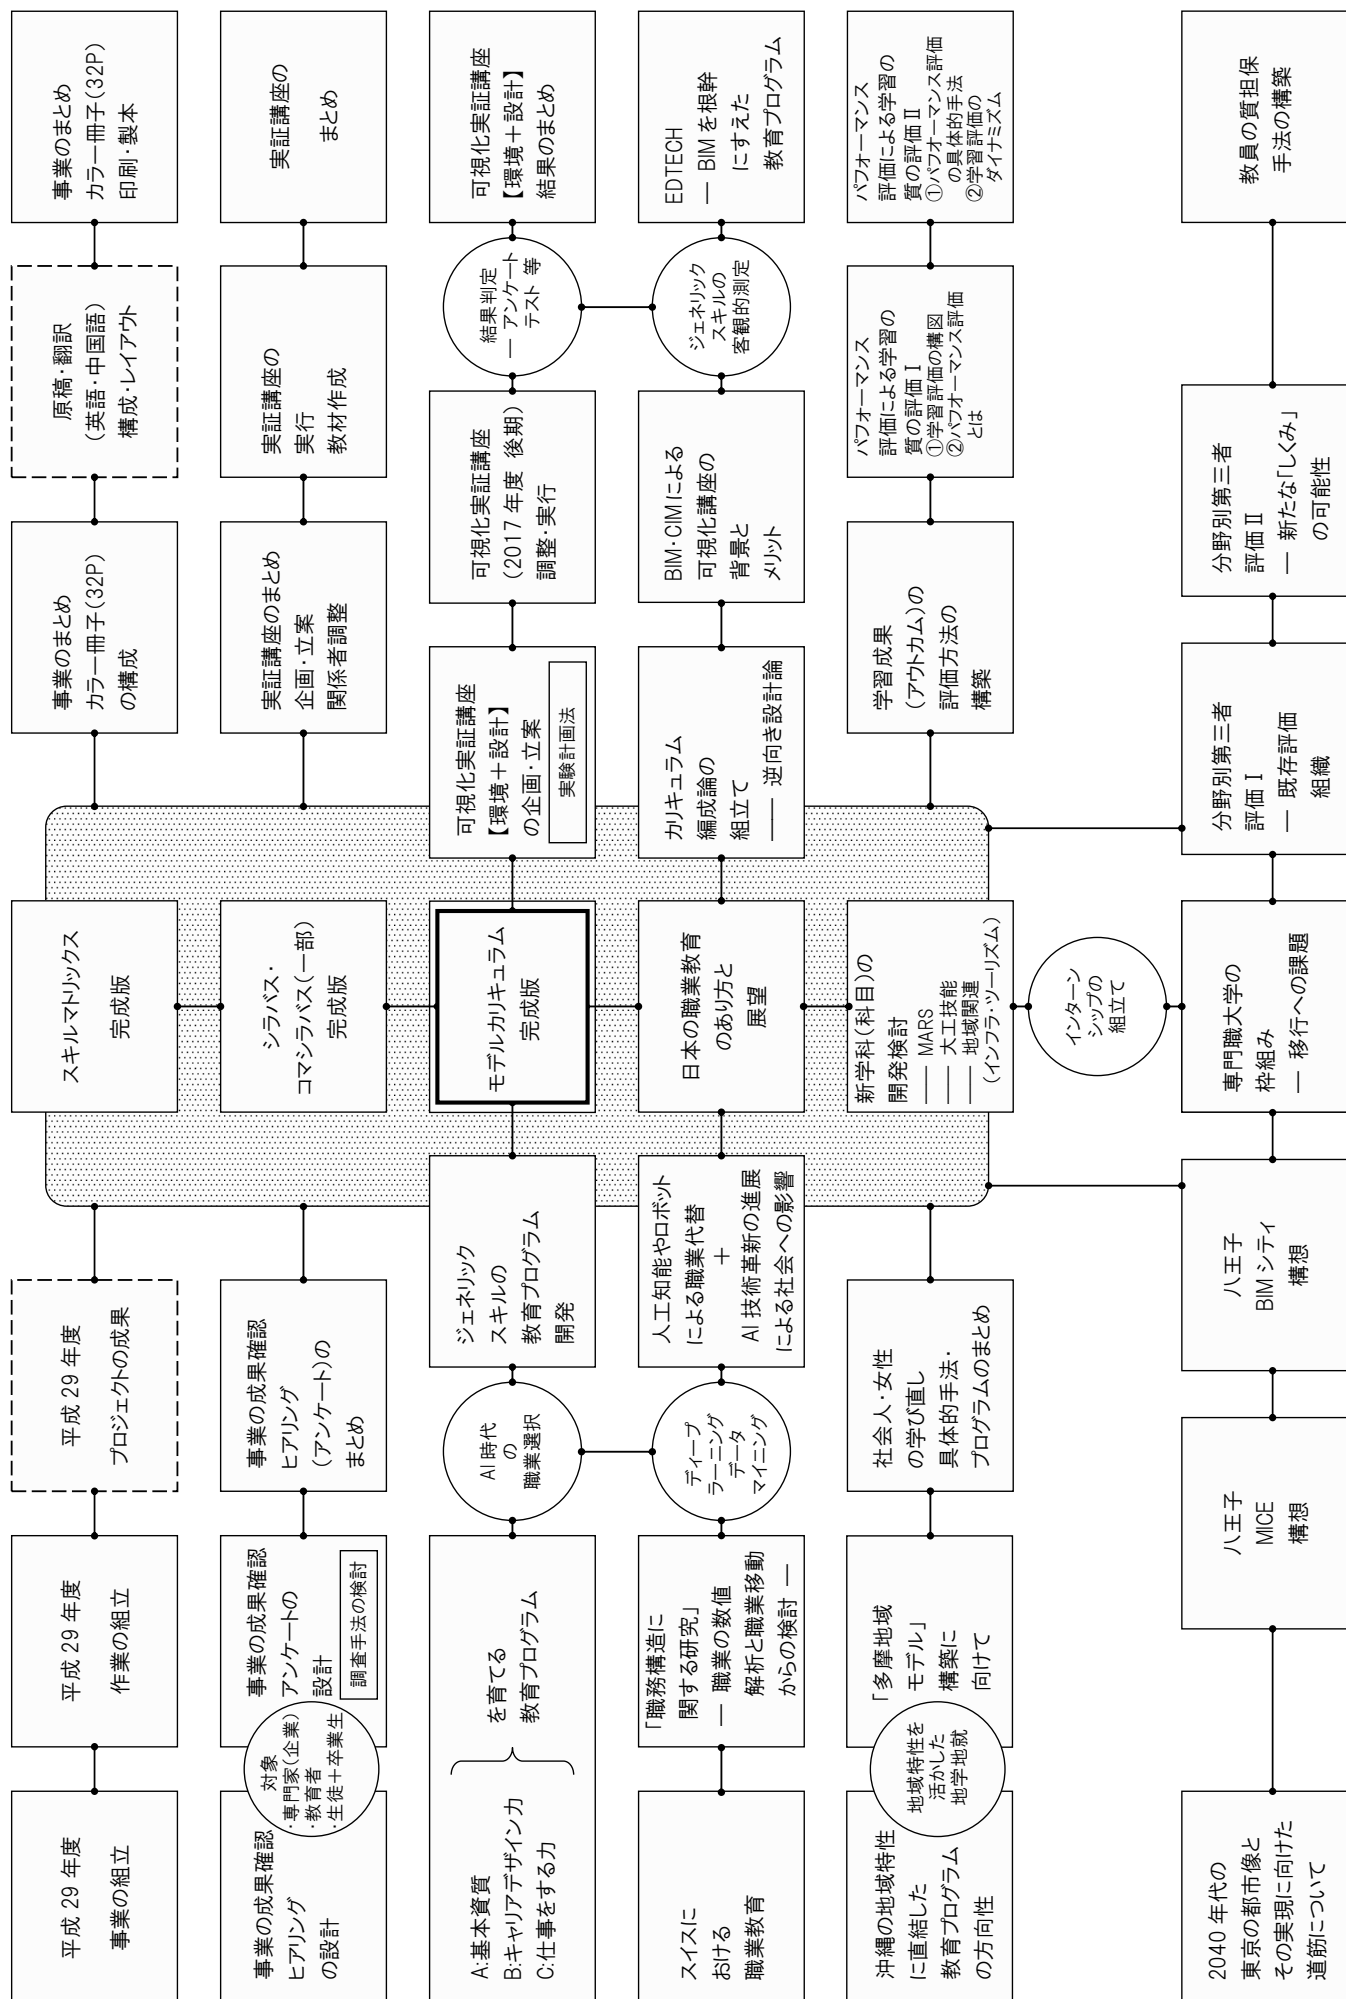 平成 29 年度
事業の組立
平成 29 年度
作業の組立
平成 29 年度
プロジェクトの成果
スキルマトリックス
完成版
事業のまとめ
カラー冊子(32P)
の構成
原稿・翻訳
(英語・中国語)
構成・レイアウト
事業のまとめ
カラー冊子(32P)
印刷・製本
事業の成果確認
ヒアリング
の設計
対象
・専門家(企業)
・教育者
・生徒＋卒業生
事業の成果確認
アンケートの
設計
調査手法の検討
事業の成果確認
ヒアリング
(アンケート)の
まとめ
シラバス・
コマシラバス(一部)
完成版
実証講座のまとめ
企画・立案
関係者調整
実証講座の
実行
教材作成
実証講座の
まとめ
A:基本資質
B:キャリアデザイン力
C:仕事をする力
を育てる
教育プログラム
AI 時代
の
職業選択
ジェネリック
スキルの
教育プログラム
開発
モデルカリキュラム
完成版
可視化実証講座
【環境＋設計】
の企画・立案
実験計画法
可視化実証講座
(2017 年度 後期)
調整・実行
結果判定
― アンケート
テスト 等
可視化実証講座
【環境＋設計】
結果のまとめ
スイスに
おける
職業教育
「職務構造に
関する研究」
― 職業の数値
解析と職業移動
からの検討 ―
ディープ
ラーニング
データ
マイニング
人工知能やロボット
による職業代替
＋
AI 技術革新の進展
による社会への影響
日本の職業教育
のあり方と
展望
カリキュラム
編成論の
組立て
―― 逆向き設計論
BIM・CIM による
可視化講座の
背景と
メリット
ジェネリック
スキルの
客観的測定
EDTECH
― BIM を根幹
にすえた
教育プログラム
沖縄の地域特性
に直結した
教育プログラム
の方向性
地域特性を
活かした
地学地就
「多摩地域
モデル」
構築に
向けて
社会人・女性
の学び直し
具体的手法・
プログラムのまとめ
新学科(科目)の
開発検討
―― MARS
―― 大工技能
―― 地域関連
(インフラ・ツーリズム)
学習成果
(アウトカム)の
評価方法の
構築
パフォーマンス
評価による学習の
質の評価Ⅰ
①学習評価の構図
②パフォーマンス評価
とは
パフォーマンス
評価による学習の
質の評価Ⅱ
①パフォーマンス評価
の具体的手法
②学習評価の
ダイナミズム
インターン
シップの
組立て
2040 年代の
東京の都市像と
その実現に向けた
道筋について
八王子
MICE
構想
八王子
BIM シティ
構想
専門職大学の
枠組み
― 移行への課題
分野別第三者
評価Ⅰ
― 既存評価
組織
分野別第三者
評価Ⅱ
― 新たな「しくみ」
の可能性
教員の質担保
手法の構築